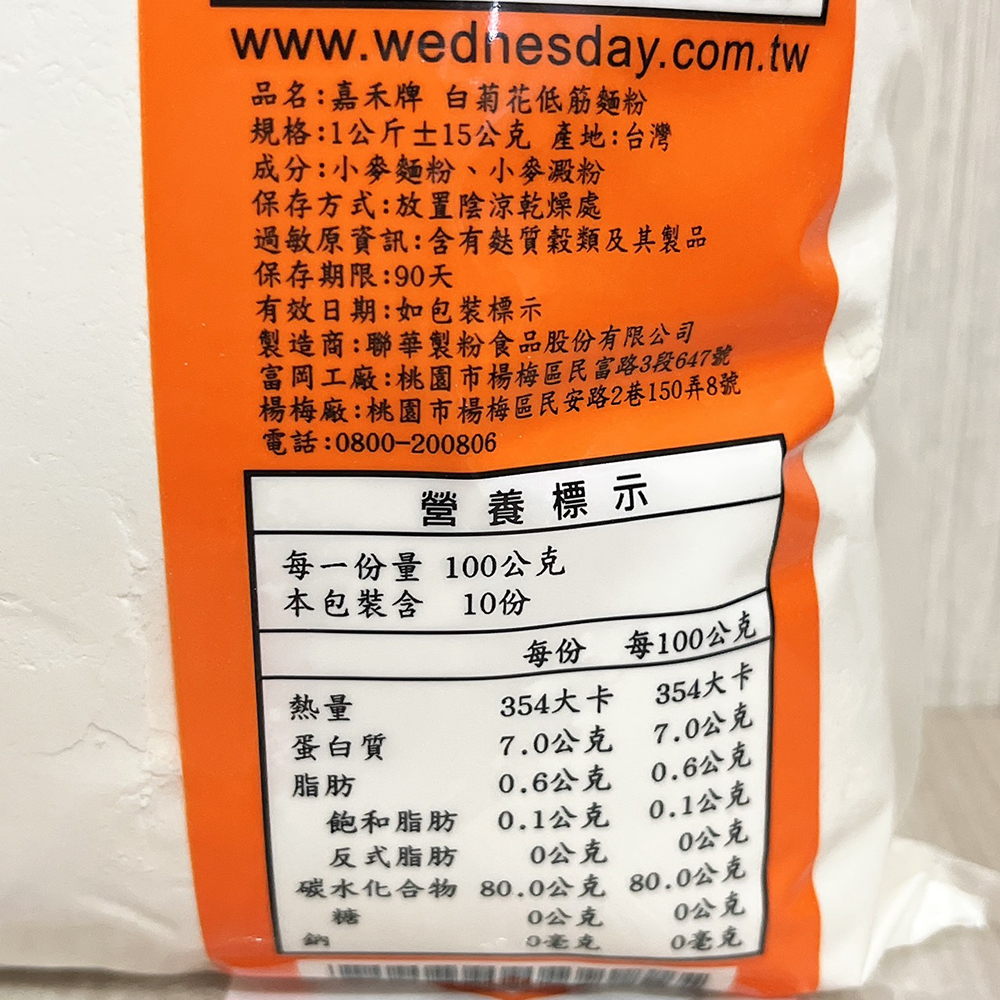 www.wednesday.com.tw
品名:嘉禾牌 白菊花低筋麵粉
規格:1公斤±15公克 產地:台灣
成分:小麥麵粉、小麥澱粉
保存方式:放置陰涼乾燥處
過敏原資訊:含有麩質穀類及其製品
保存期限:90天
有效日期:如包裝標示
製造商:聯華製粉食品股份有限公司
富岡工廠:桃園市楊梅區民富路3段647號
楊梅廠:桃園市楊梅區民安路2巷150弄8號
電話:0800-200806
營養標示
每一份量 100公克
本包裝含 10份
每份 每100公克
熱量 354大卡 354大卡
蛋白質 7.0公克 7.0公克
脂肪 0.6公克 0.6公克
飽和脂肪 0.1公克 0.1公克
反式脂肪 0公克 0公克
碳水化合物 80.0公克 80.0公克
糖 0公克 0公克
鈉 0毫克 0毫克